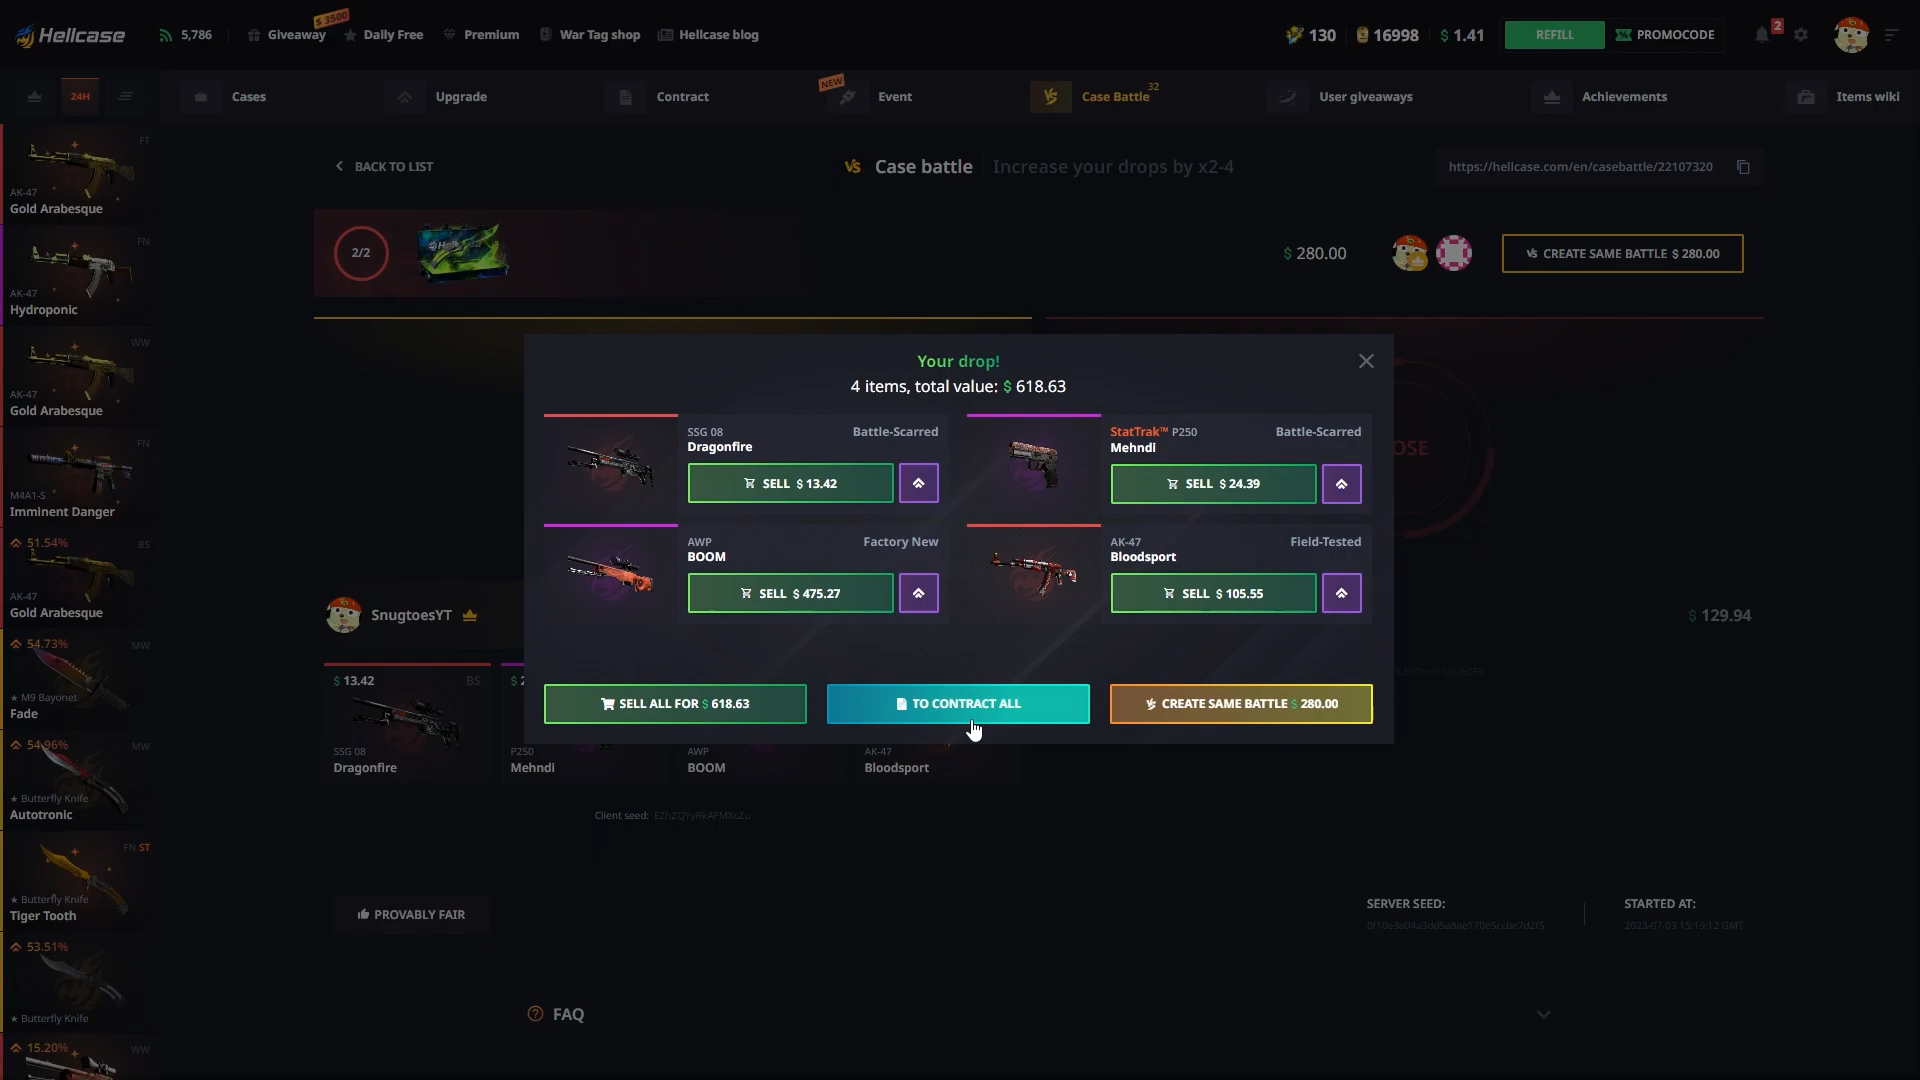 Hellcase
5,786
Giveaway
$ 3500
Daily Free
Premium
War Tag shop
Hellcase blog
130
16998
$ 1.41
REFILL
PROMOCODE
2
24H
Cases
Upgrade
Contract
NEW
Event
Case Battle
32
User giveaways
Achievements
Items wiki
FT
AK-47
Gold Arabesque
FN
AK-47
Hydroponic
WW
AK-47
Gold Arabesque
FN
M4A1-S
Imminent Danger
51.54%
BS
AK-47
Gold Arabesque
54.73%
MW
★ M9 Bayonet
Fade
54.96%
MW
★ Butterfly Knife
Autotronic
FN ST
★ Butterfly Knife
Tiger Tooth
53.51%
★ Butterfly Knife
15.20%
WW
BACK TO LIST
VS Case battle
Increase your drops by x2-4
https://hellcase.com/en/casebattle/22107320
2/2
$ 280.00
VS CREATE SAME BATTLE $ 280.00
Your drop!
4 items, total value: $ 618.63
SSG 08
Battle-Scarred
Dragonfire
SELL $ 13.42
StatTrak™ P250
Battle-Scarred
Mehndi
SELL $ 24.39
AWP
Factory New
BOOM
SELL $ 475.27
AK-47
Field-Tested
Bloodsport
SELL $ 105.55
SELL ALL FOR $ 618.63
TO CONTRACT ALL
CREATE SAME BATTLE $ 280.00
SnugtoesYT
$ 129.94
$ 13.42
BS
SSG 08
Dragonfire
P250
Mehndi
AWP
BOOM
AK-47
Bloodsport
Client seed:
PROVABLY FAIR
SERVER SEED:
STARTED AT:
2023-07-03 15:19:12 GMT
FAQ